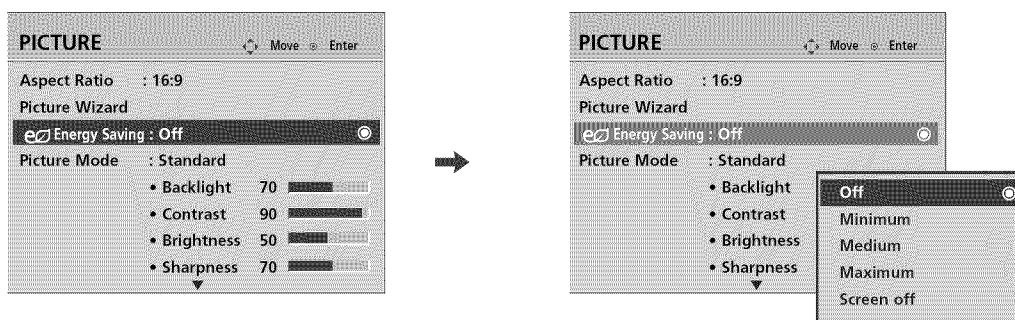 PICTURE
Move Enter
Aspect Ratio : 16:9
Picture Wizard
Energy Saving : Off
Picture Mode : Standard
• Backlight 70
• Contrast 90
• Brightness 50
• Sharpness 70
PICTURE
Move Enter
Aspect Ratio : 16:9
Picture Wizard
Energy Saving : Off
Picture Mode : Standard
• Backlight
• Contrast
• Brightness
• Sharpness
Off
Minimum
Medium
Maximum
Screen off